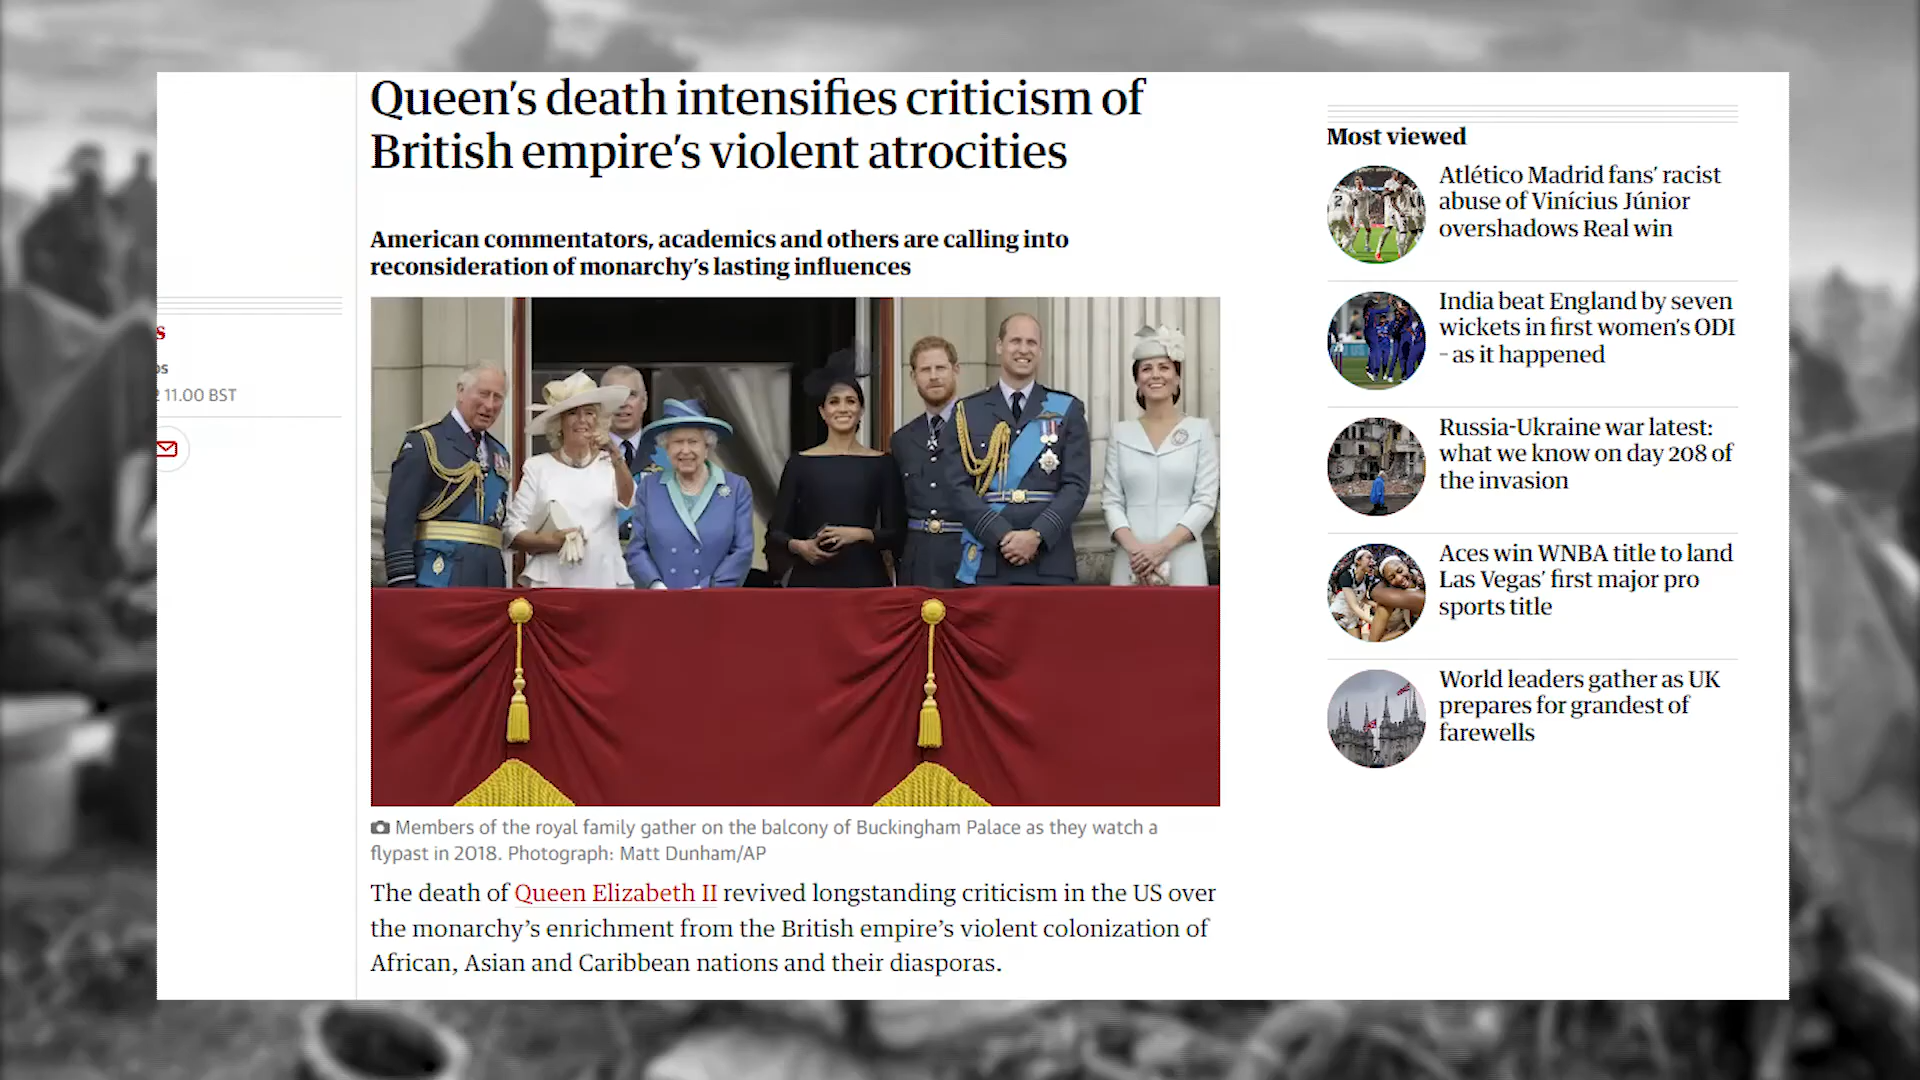 Queen’s death intensifies criticism of
British empire’s violent atrocities
American commentators, academics and others are calling into
reconsideration of monarchy’s lasting influences
11.00 BST
Members of the royal family gather on the balcony of Buckingham Palace as they watch a
flypast in 2018. Photograph: Matt Dunham/AP
The death of Queen Elizabeth II revived longstanding criticism in the US over
the monarchy’s enrichment from the British empire’s violent colonization of
African, Asian and Caribbean nations and their diasporas.
Most viewed
Atlético Madrid fans’ racist
abuse of Vinícius Júnior
overshadows Real win
India beat England by seven
wickets in first women’s ODI
– as it happened
Russia-Ukraine war latest:
what we know on day 208 of
the invasion
Aces win WNBA title to land
Las Vegas’ first major pro
sports title
World leaders gather as UK
prepares for grandest of
farewells